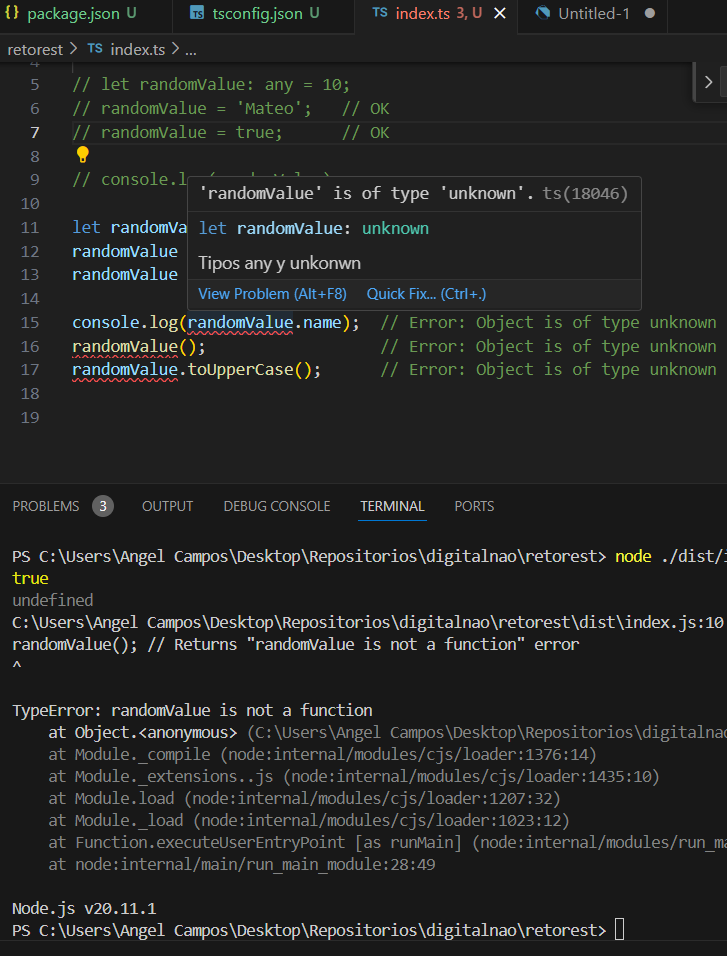 {} package.json U
TS tsconfig.json U
TS index.ts 3, U
Untitled-1
retorest > TS index.ts > ...
4
5 // let randomValue: any = 10;
6 // randomValue = 'Mateo';   // OK
7 // randomValue = true;      // OK
8
9 // console.l
10
11 let randomVa
12 randomValue
13 randomValue
14
'randomValue' is of type 'unknown'. ts(18046)
let randomValue: unknown
Tipos any y unkonwn
View Problem (Alt+F8) Quick Fix... (Ctrl+.)
15 console.log(randomValue.name);  // Error: Object is of type unknown
16 randomValue();                  // Error: Object is of type unknown
17 randomValue.toUpperCase();      // Error: Object is of type unknown
18
19
PROBLEMS 3 OUTPUT DEBUG CONSOLE TERMINAL PORTS
PS C:\Users\Angel Campos\Desktop\Repositorios\digitalnao\retorest> node ./dist/i
true
undefined
C:\Users\Angel Campos\Desktop\Repositorios\digitalnao\retorest\dist\index.js:10
randomValue(); // Returns "randomValue is not a function" error
^
TypeError: randomValue is not a function
    at Object.<anonymous> (C:\Users\Angel Campos\Desktop\Repositorios\digitalnao
    at Module._compile (node:internal/modules/cjs/loader:1376:14)
    at Module._extensions..js (node:internal/modules/cjs/loader:1435:10)
    at Module.load (node:internal/modules/cjs/loader:1207:32)
    at Module._load (node:internal/modules/cjs/loader:1023:12)
    at Function.executeUserEntryPoint [as runMain] (node:internal/modules/run_ma
    at node:internal/main/run_main_module:28:49
Node.js v20.11.1
PS C:\Users\Angel Campos\Desktop\Repositorios\digitalnao\retorest>